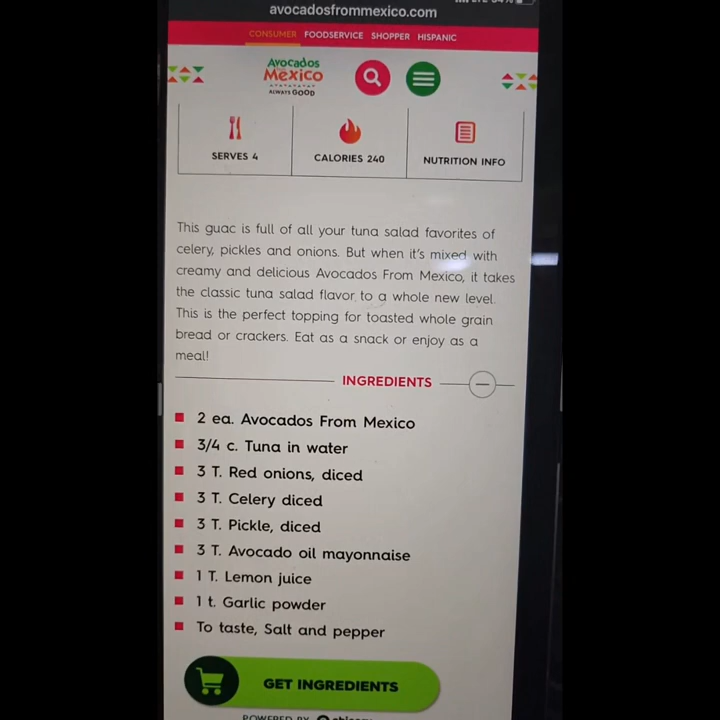 avocadosfrommexico.com
CONSUMER FOODSERVICE SHOPPER HISPANIC
Avocados
Mexico
ALWAYS GOOD
SERVES 4
CALORIES 240
NUTRITION INFO
This guac is full of all your tuna salad favorites of
celery, pickles and onions. But when it's mixed with
creamy and delicious Avocados From Mexico, it takes
the classic tuna salad flavor to a whole new level.
This is the perfect topping for toasted whole grain
bread or crackers. Eat as a snack or enjoy as a
meal!
INGREDIENTS
2 ea. Avocados From Mexico
3/4 c. Tuna in water
3 T. Red onions, diced
3 T. Celery diced
3 T. Pickle, diced
3 T. Avocado oil mayonnaise
1 T. Lemon juice
1 t. Garlic powder
To taste, Salt and pepper
GET INGREDIENTS
POWERED BY